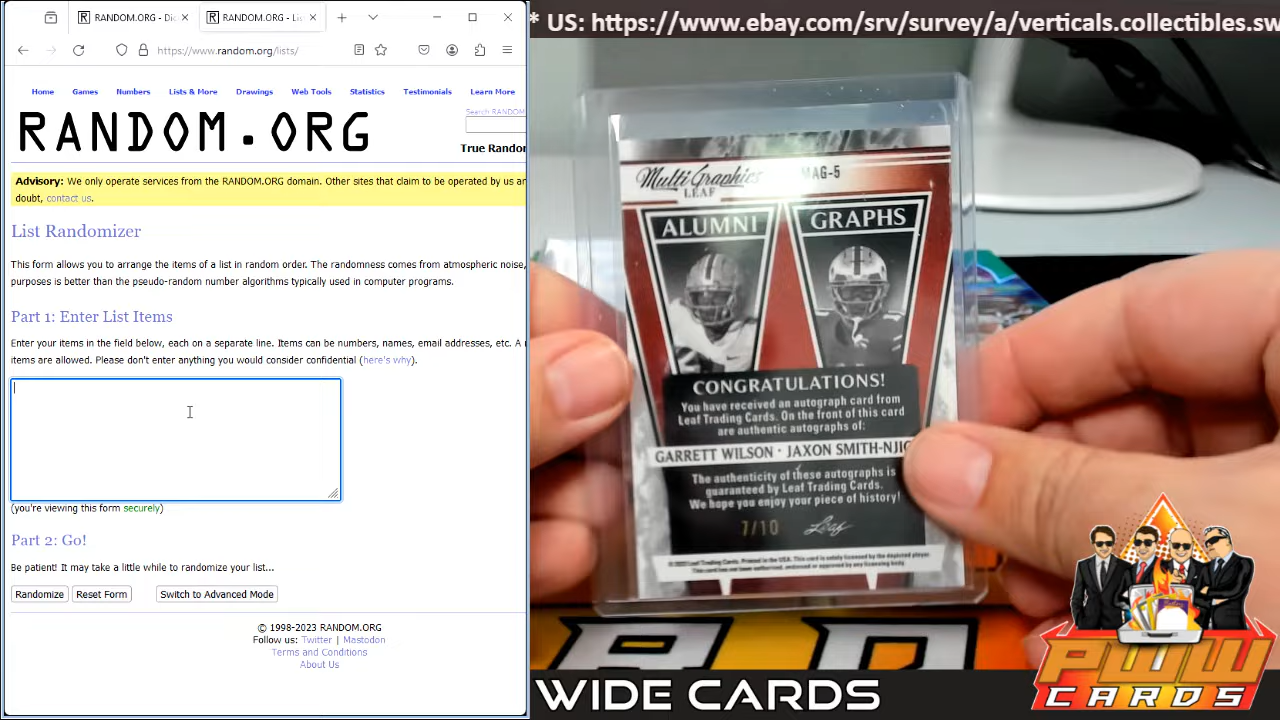 RANDOM.ORG - Di
RANDOM.ORG - Li
https://www.random.org/lists/
Home Games Numbers Lists & More Drawings Web Tools Statistics Testimonials Learn More
Search RANDOM
RANDOM.ORG
True Rando
Advisory: We only operate services from the RANDOM.ORG domain. Other sites that claim to be operated by us ar
doubt, contact us.
List Randomizer
This form allows you to arrange the items of a list in random order. The randomness comes from atmospheric noise,
purposes is better than the pseudo-random number algorithms typically used in computer programs.
Part 1: Enter List Items
Enter your items in the field below, each on a separate line. Items can be numbers, names, email addresses, etc. A
items are allowed. Please don't enter anything you would consider confidential (here's why).
(you're viewing this form securely)
Part 2: Go!
Be patient! It may take a little while to randomize your list...
Randomize Reset Form Switch to Advanced Mode
© 1998-2023 RANDOM.ORG
Follow us: Twitter | Mastodon
Terms and Conditions
About Us
* US: https://www.ebay.com/srv/survey/a/verticals.collectibles.sw
Multi Graphics
LEAF
MAG-5
ALUMNI GRAPHS
CONGRATULATIONS!
You have received an autograph card from
Leaf Trading Cards. On the front of this card
are authentic autographs of:
GARRETT WILSON · JAXON SMITH-NJIG
The authenticity of these autographs is
guaranteed by Leaf Trading Cards.
We hope you enjoy your piece of history!
7/10 Leaf
WIDE CARDS
PWW
CARDS